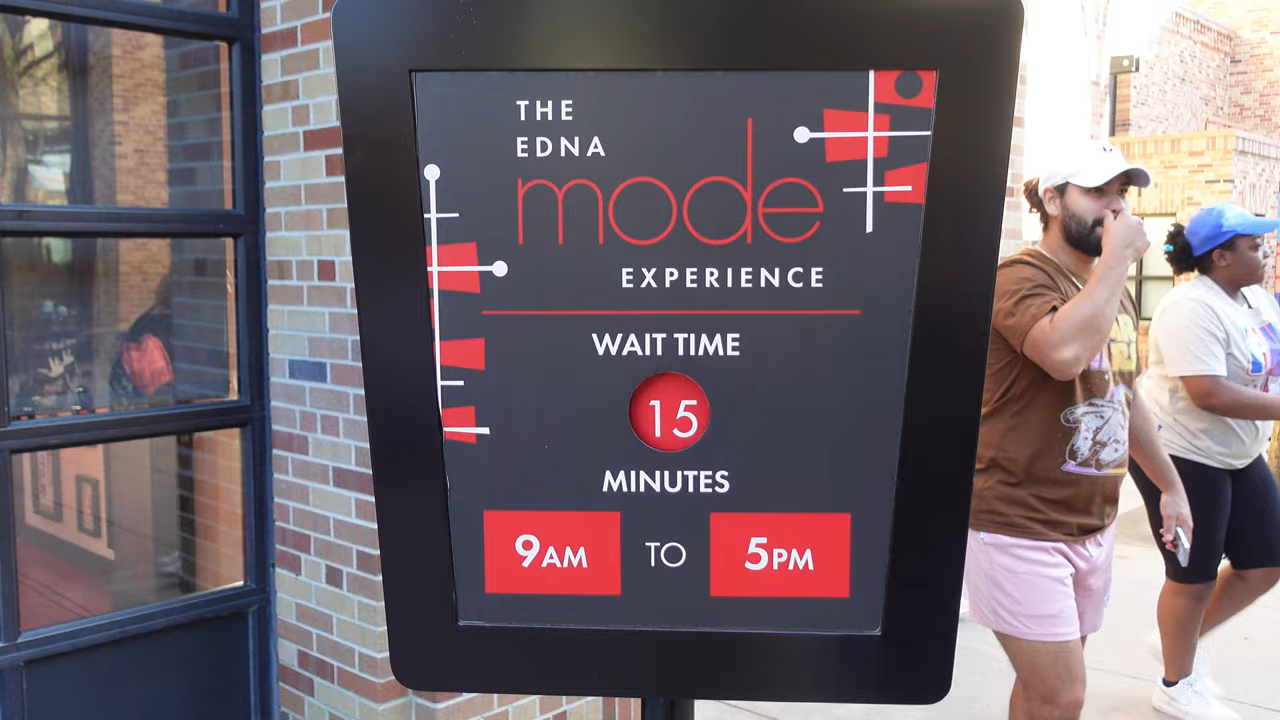 THE
EDNA
mode
EXPERIENCE
WAIT TIME
15
MINUTES
9AM TO 5PM